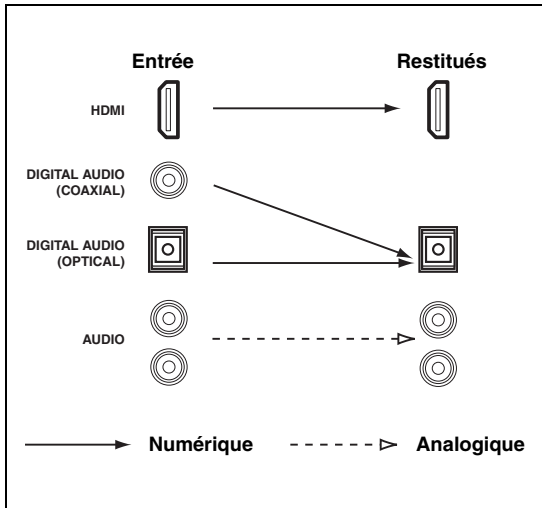 Entrée Restitués
HDMI
DIGITAL AUDIO
(COAXIAL)
DIGITAL AUDIO
(OPTICAL)
AUDIO
Numérique Analogique